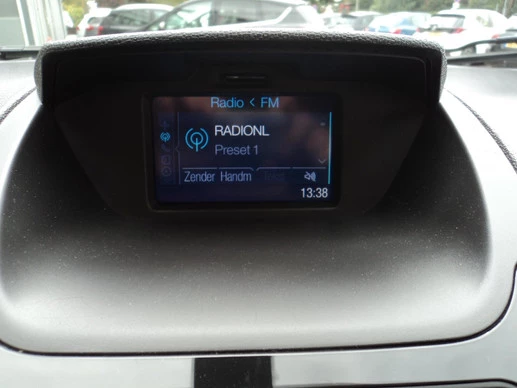 Radio < FM
RADIONL
Preset 1
Zender Handm
13:38